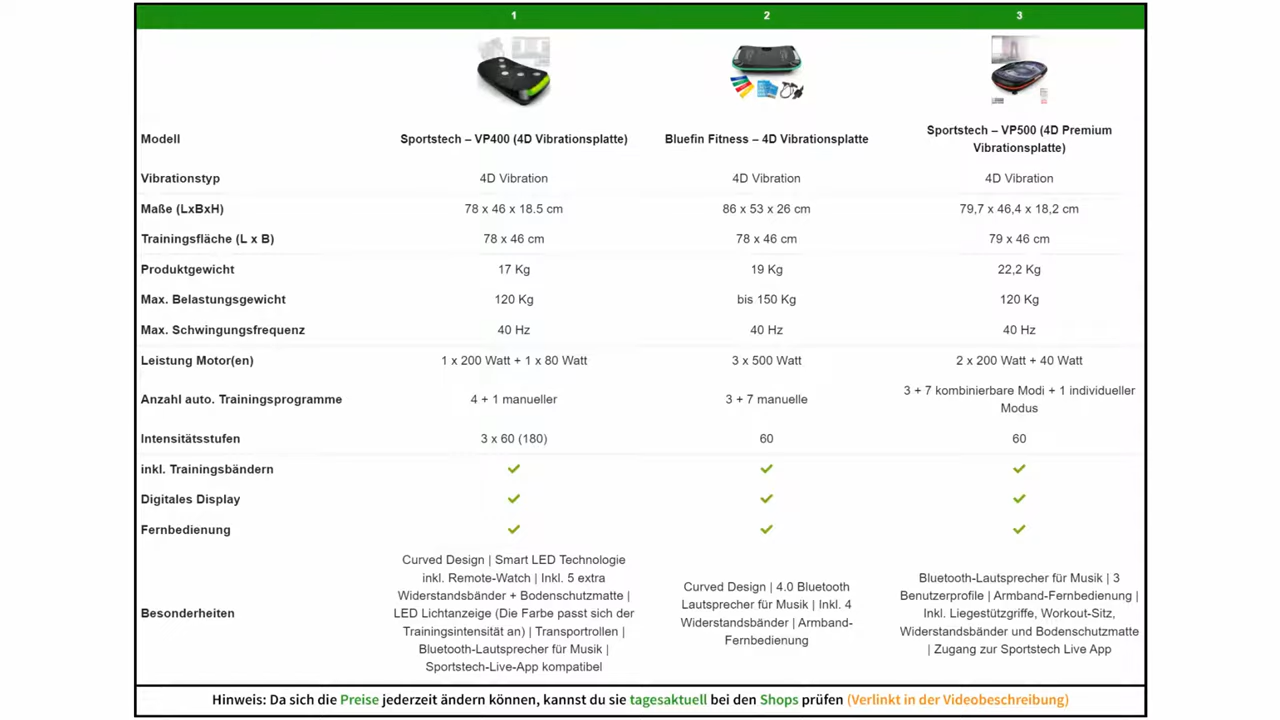 1 2 3
Modell Sportstech – VP400 (4D Vibrationsplatte) Bluefin Fitness – 4D Vibrationsplatte Sportstech – VP500 (4D Premium
Vibrationsplatte)
Vibrationstyp 4D Vibration 4D Vibration 4D Vibration
Maße (LxBxH) 78 x 46 x 18.5 cm 86 x 53 x 26 cm 79,7 x 46,4 x 18,2 cm
Trainingsfläche (L x B) 78 x 46 cm 78 x 46 cm 79 x 46 cm
Produktgewicht 17 Kg 19 Kg 22,2 Kg
Max. Belastungsgewicht 120 Kg bis 150 Kg 120 Kg
Max. Schwingungsfrequenz 40 Hz 40 Hz 40 Hz
Leistung Motor(en) 1 x 200 Watt + 1 x 80 Watt 3 x 500 Watt 2 x 200 Watt + 40 Watt
Anzahl auto. Trainingsprogramme 4 + 1 manueller 3 + 7 manuelle 3 + 7 kombinierbare Modi + 1 individueller
Modus
Intensitätsstufen 3 x 60 (180) 60 60
inkl. Trainingsbändern
Digitales Display
Fernbedienung
Besonderheiten
Curved Design | Smart LED Technologie
inkl. Remote-Watch | Inkl. 5 extra
Widerstandsbänder + Bodenschutzmatte |
LED Lichtanzeige (Die Farbe passt sich der
Trainingsintensität an) | Transportrollen |
Bluetooth-Lautsprecher für Musik |
Sportstech-Live-App kompatibel
Curved Design | 4.0 Bluetooth
Lautsprecher für Musik | Inkl. 4
Widerstandsbänder | Armband-
Fernbedienung
Bluetooth-Lautsprecher für Musik | 3
Benutzerprofile | Armband-Fernbedienung |
Inkl. Liegestützgriffe, Workout-Sitz,
Widerstandsbänder und Bodenschutzmatte
| Zugang zur Sportstech Live App
Hinweis: Da sich die Preise jederzeit ändern können, kannst du sie tagesaktuell bei den Shops prüfen (Verlinkt in der Videobeschreibung)